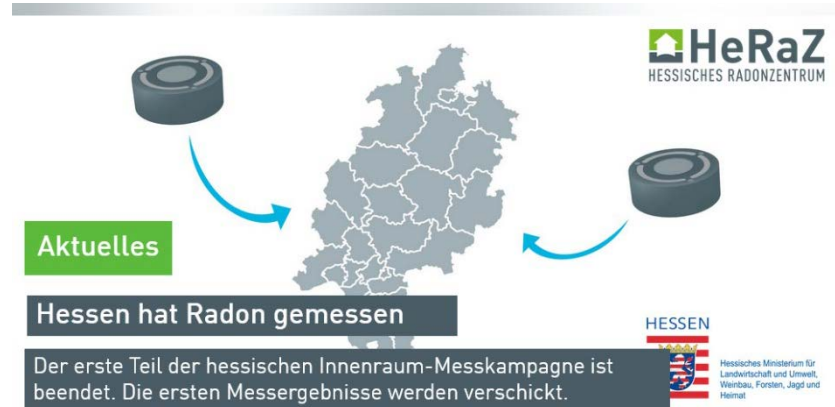 HeRaZ
HESSISCHES RADONZENTRUM
Aktuelles
Hessen hat Radon gemessen
Der erste Teil der hessischen Innenraum-Messkampagne ist
beendet. Die ersten Messergebnisse werden verschickt.
HESSEN
Hessisches Ministerium für
Landwirtschaft und Umwelt,
Weinbau, Forsten, Jagd und
Heimat